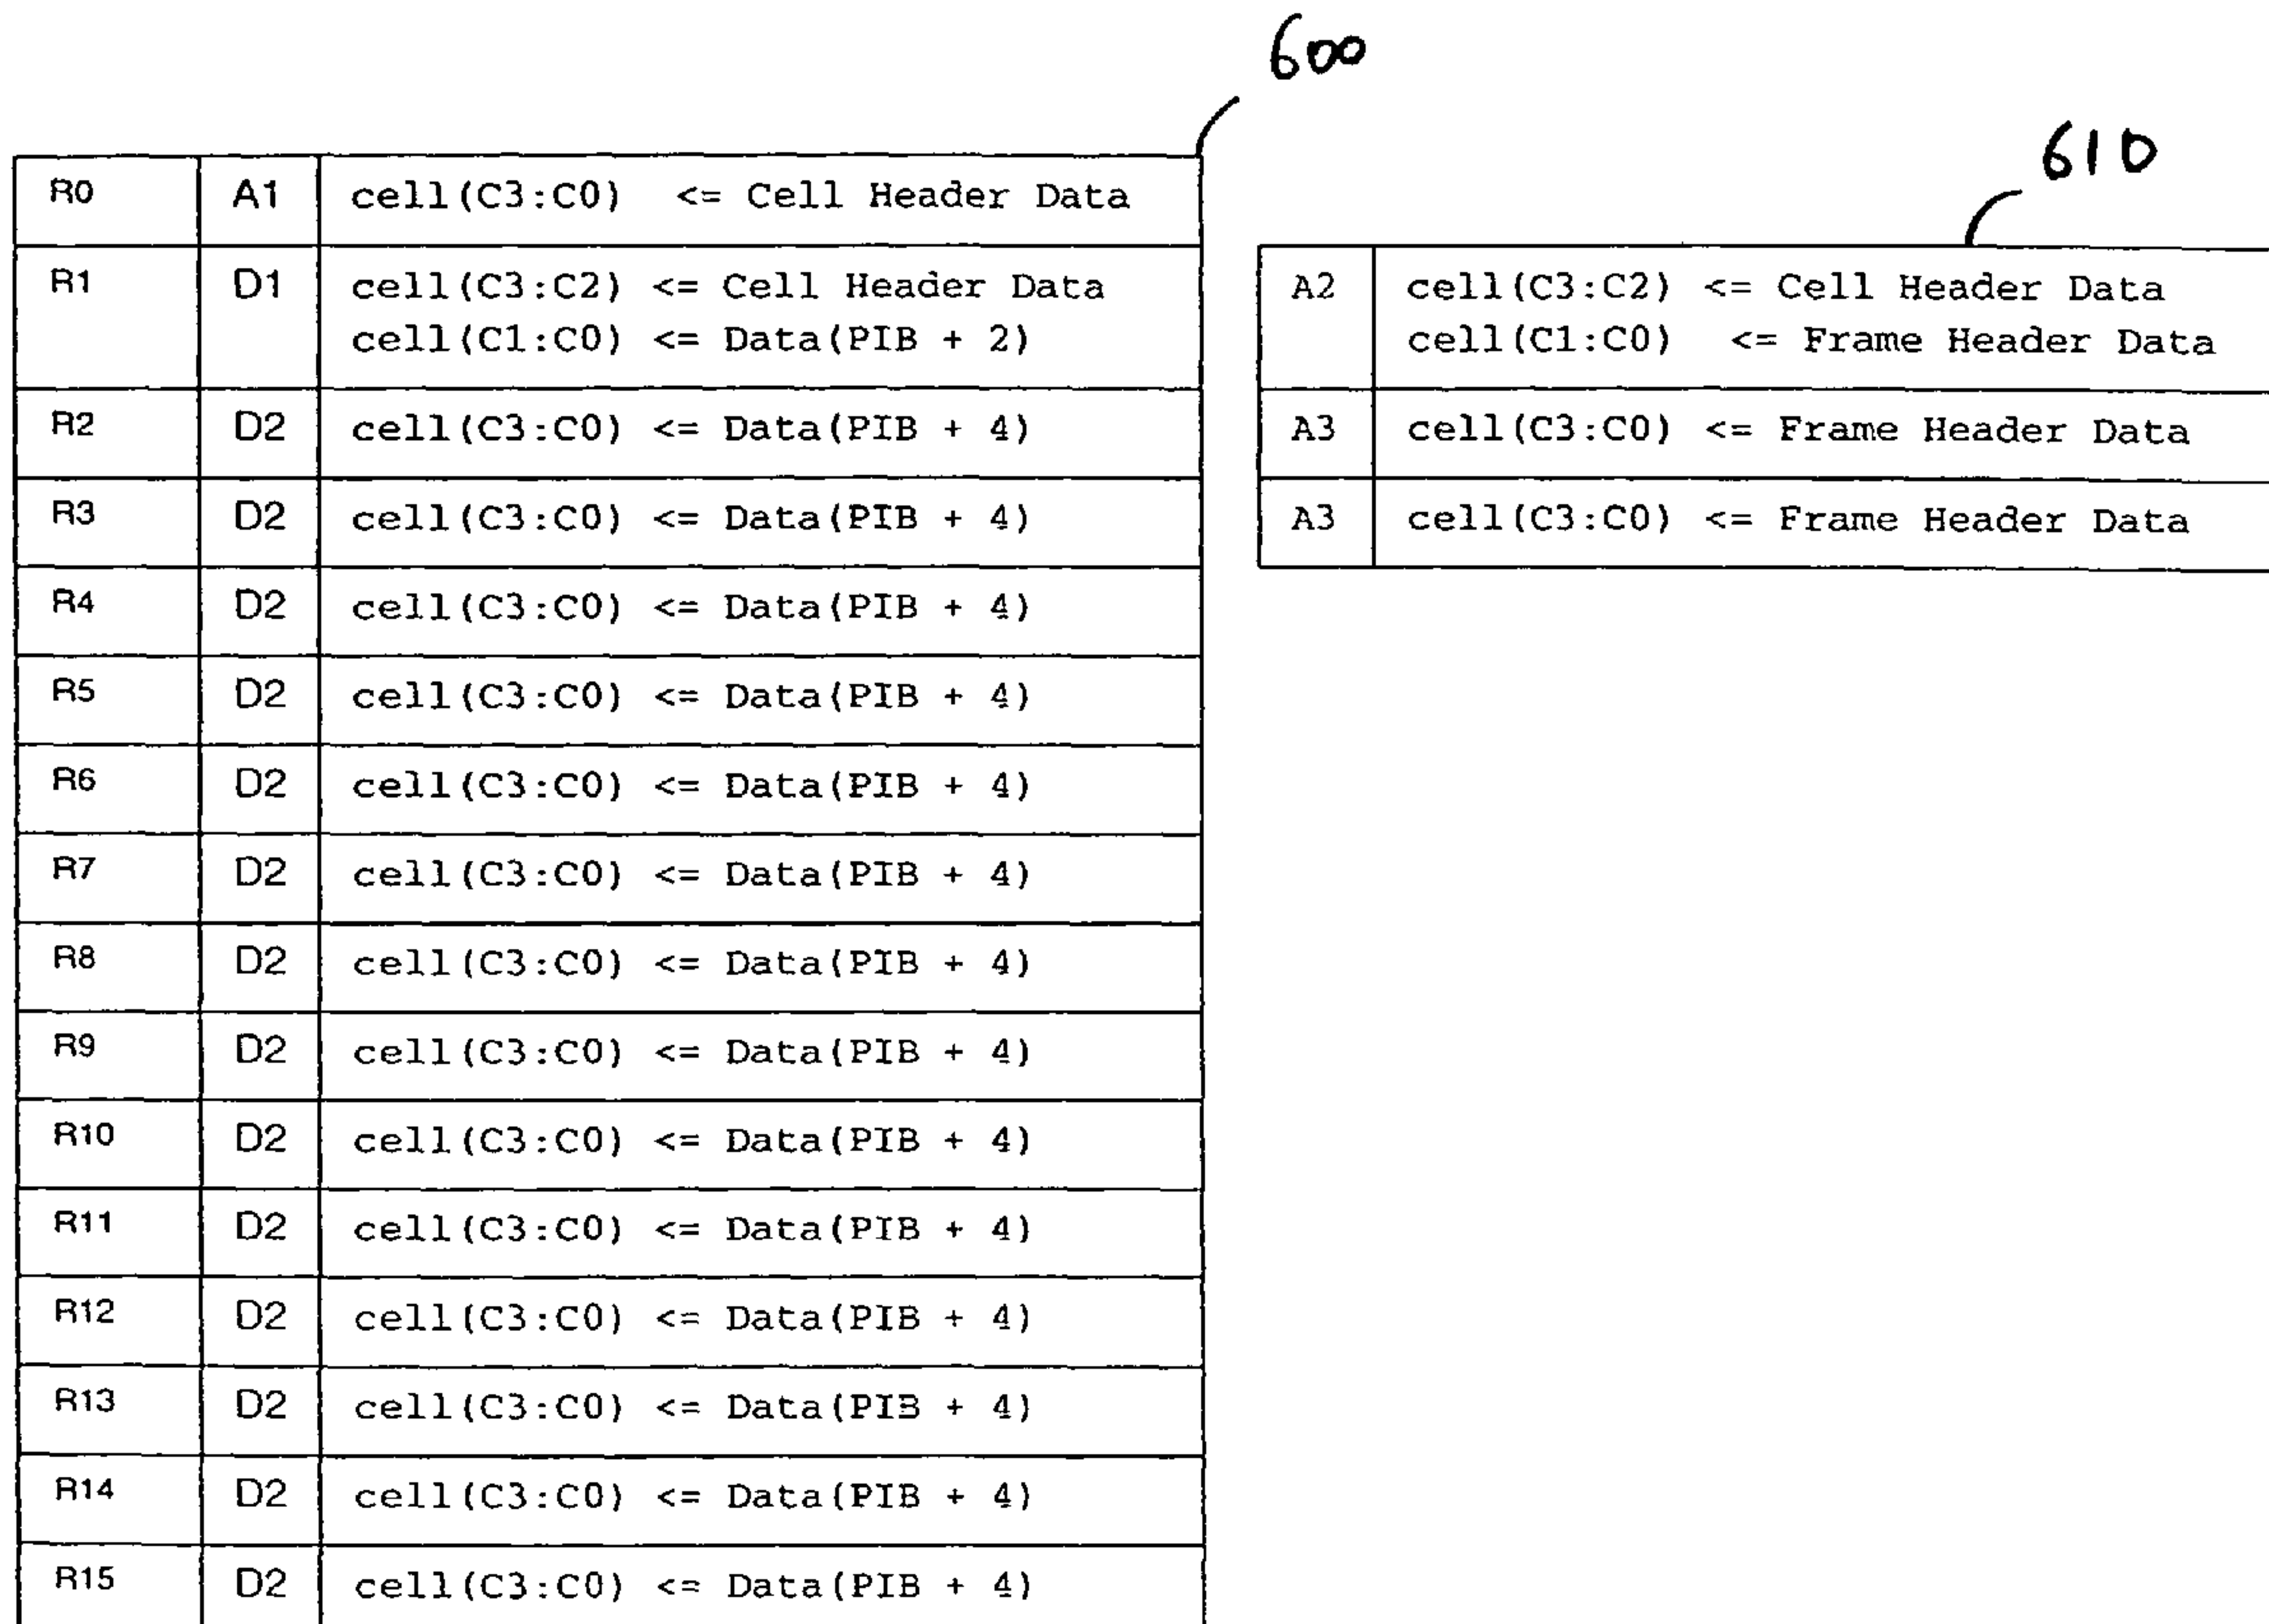 600
610
R0 A1 cell(C3:C0) <= Cell Header Data
R1 D1 cell(C3:C2) <= Cell Header Data
cell(C1:C0) <= Data(PIB + 2)
R2 D2 cell(C3:C0) <= Data(PIB + 4)
R3 D2 cell(C3:C0) <= Data(PIB + 4)
R4 D2 cell(C3:C0) <= Data(PIB + 4)
R5 D2 cell(C3:C0) <= Data(PIB + 4)
R6 D2 cell(C3:C0) <= Data(PIB + 4)
R7 D2 cell(C3:C0) <= Data(PIB + 4)
R8 D2 cell(C3:C0) <= Data(PIB + 4)
R9 D2 cell(C3:C0) <= Data(PIB + 4)
R10 D2 cell(C3:C0) <= Data(PIB + 4)
R11 D2 cell(C3:C0) <= Data(PIB + 4)
R12 D2 cell(C3:C0) <= Data(PIB + 4)
R13 D2 cell(C3:C0) <= Data(PIB + 4)
R14 D2 cell(C3:C0) <= Data(PIB + 4)
R15 D2 cell(C3:C0) <= Data(PIB + 4)
A2 cell(C3:C2) <= Cell Header Data
cell(C1:C0) <= Frame Header Data
A3 cell(C3:C0) <= Frame Header Data
A3 cell(C3:C0) <= Frame Header Data